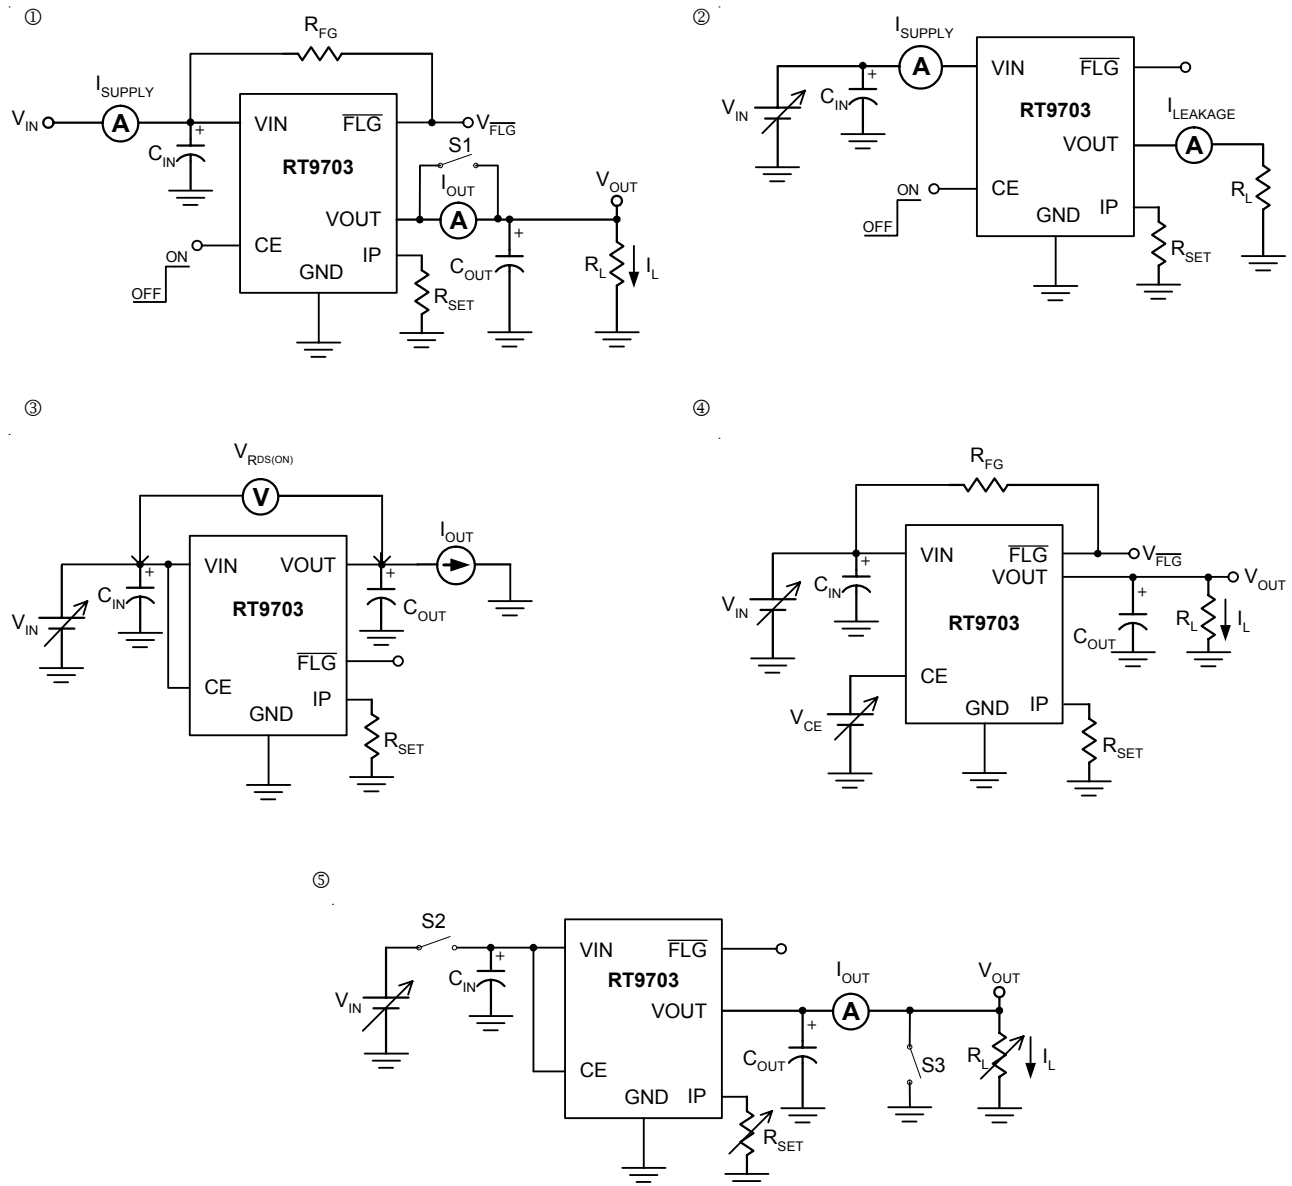 ①
R_FG
I_SUPPLY
V_IN
A
VIN
FLG
V_FLG
C_IN
S1
RT9703
I_OUT
V_OUT
VOUT
A
CE
IP
ON
OFF
GND
C_OUT
R_L
I_L
R_SET
②
I_SUPPLY
A
VIN
FLG
V_IN
C_IN
RT9703
I_LEAKAGE
VOUT
A
ON
CE
R_L
IP
OFF
GND
R_SET
③
V_RDS(ON)
V
I_OUT
VIN
VOUT
C_IN
RT9703
C_OUT
V_IN
FLG
CE
IP
GND
R_SET
④
R_FG
VIN
FLG
V_FLG
VOUT
V_OUT
C_IN
V_IN
RT9703
R_L
I_L
C_OUT
CE
V_CE
GND
IP
R_SET
⑤
S2
VIN
FLG
C_IN
RT9703
I_OUT
V_OUT
V_IN
VOUT
A
C_OUT
S3
R_L
I_L
CE
GND
IP
R_SET